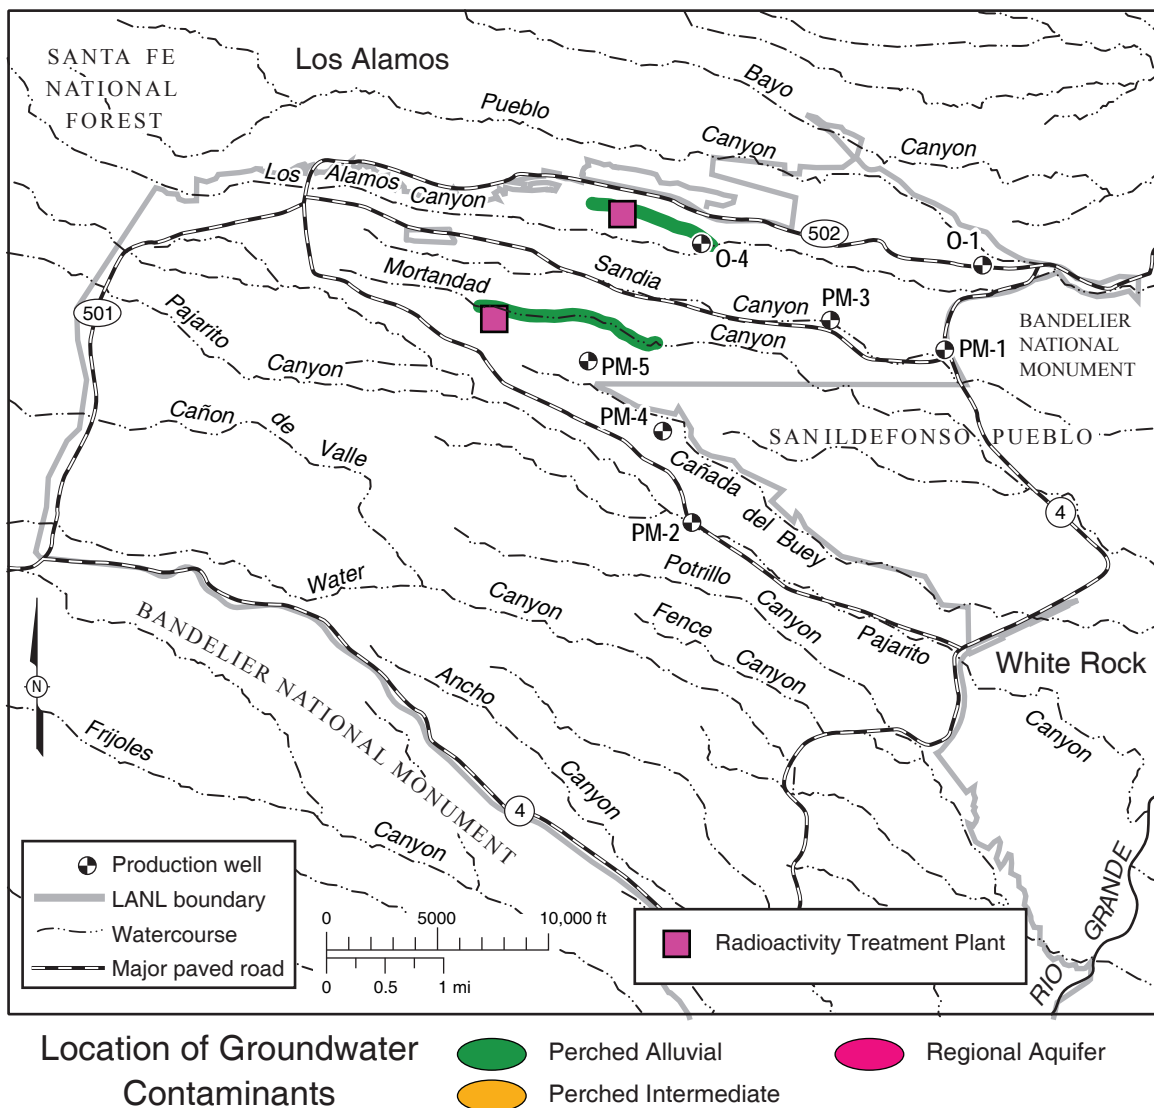 SANTA FE
NATIONAL
FOREST
Los Alamos
Bayo
Canyon
Pueblo
Canyon
Los Alamos
Canyon
502
O-1
O-4
Sandia
Canyon
Mortandad
Canyon
PM-3
PM-1
BANDELIER
NATIONAL
MONUMENT
501
Pajarito
Canyon
PM-5
PM-4
SAN ILDEFONSO PUEBLO
Cañon
de
Valle
Cañada
del
Buey
4
PM-2
Water
Canyon
Potrillo
Canyon
Fence
Canyon
Pajarito
White Rock
Canyon
BANDELIER NATIONAL MONUMENT
N
Ancho
Canyon
Frijoles
Canyon
4
RIO GRANDE
Production well
LANL boundary
Watercourse
Major paved road
0 5000 10,000 ft
0 0.5 1 mi
Radioactivity Treatment Plant
Location of Groundwater
Contaminants
Perched Alluvial
Perched Intermediate
Regional Aquifer